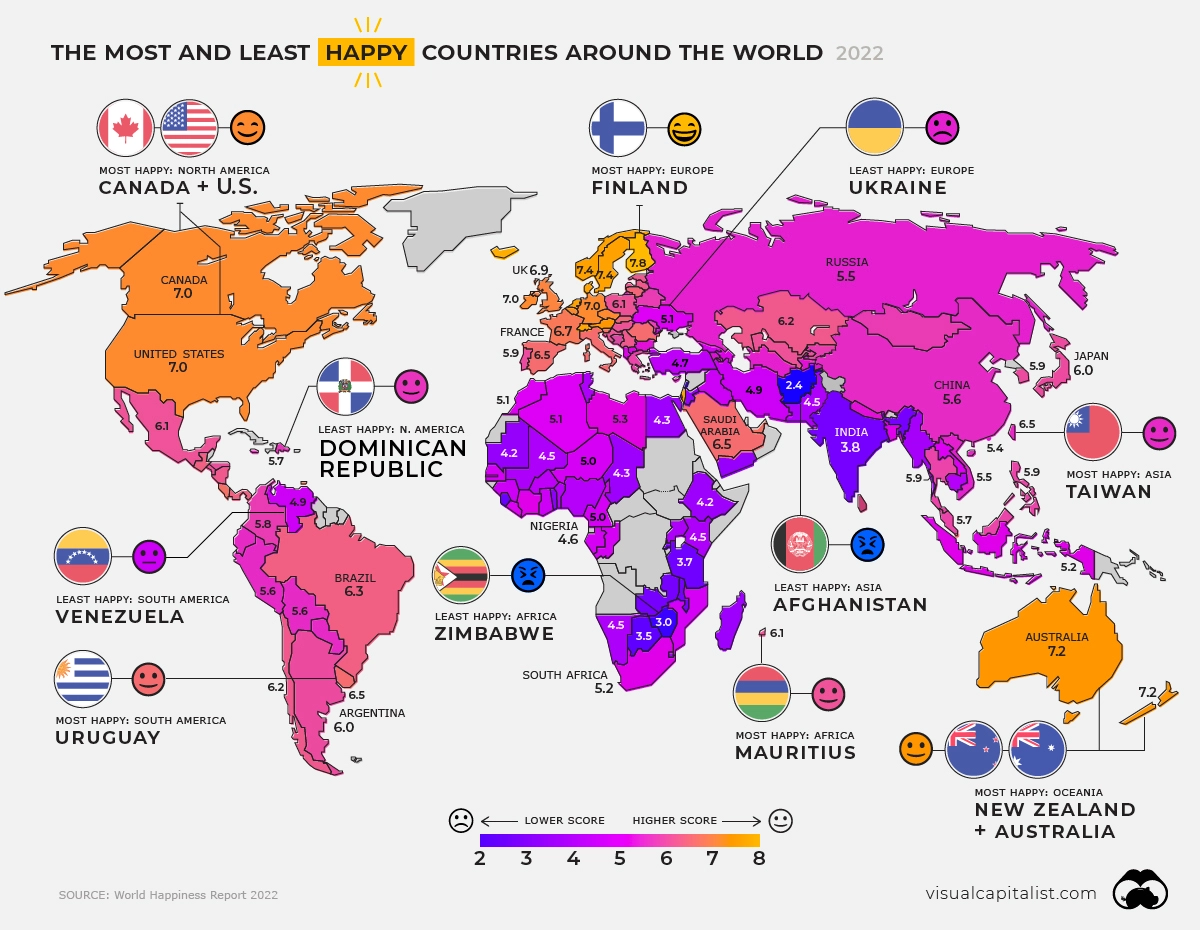 THE MOST AND LEAST HAPPY COUNTRIES AROUND THE WORLD 2022
MOST HAPPY: NORTH AMERICA
CANADA + U.S.
MOST HAPPY: EUROPE
FINLAND
LEAST HAPPY: EUROPE
UKRAINE
CANADA
7.0
UNITED STATES
7.0
6.1
LEAST HAPPY: N. AMERICA
DOMINICAN
REPUBLIC
5.7
UK 6.9
7.0
7.4
7.4
7.8
7.0
6.1
5.1
FRANCE 6.7
5.9
6.5
4.7
RUSSIA
5.5
6.2
JAPAN
6.0
5.9
CHINA
5.6
4.9
2.4
4.5
INDIA
3.8
SAUDI
ARABIA
6.5
5.1
5.1
5.3
4.3
4.2
4.5
5.0
4.3
4.2
5.0
NIGERIA
4.6
4.5
3.7
6.5
5.4
MOST HAPPY: ASIA
TAIWAN
5.9
5.5
5.9
5.7
5.2
4.9
5.8
LEAST HAPPY: SOUTH AMERICA
VENEZUELA
5.6
5.6
BRAZIL
6.3
LEAST HAPPY: AFRICA
ZIMBABWE
LEAST HAPPY: ASIA
AFGHANISTAN
4.5
3.5
3.0
6.1
SOUTH AFRICA
5.2
AUSTRALIA
7.2
7.2
MOST HAPPY: SOUTH AMERICA
URUGUAY
6.2
6.5
ARGENTINA
6.0
MOST HAPPY: AFRICA
MAURITIUS
MOST HAPPY: OCEANIA
NEW ZEALAND
+ AUSTRALIA
LOWER SCORE HIGHER SCORE
2 3 4 5 6 7 8
SOURCE: World Happiness Report 2022
visualcapitalist.com